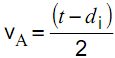 v_A = (t - d_i) / 2